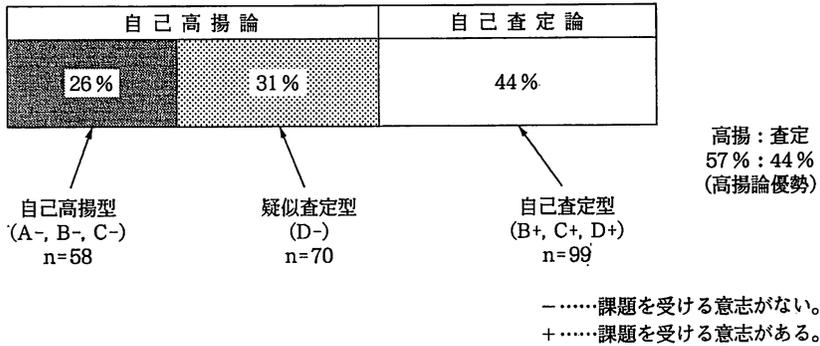 自己高揚論
自己査定論
26%
31%
44%
高揚：査定
57%：44%
(高揚論優勢)
自己高揚型
(A−, B−, C−)
n=58
疑似査定型
(D−)
n=70
自己査定型
(B+, C+, D+)
n=99
−……課題を受ける意志がない。
+……課題を受ける意志がある。